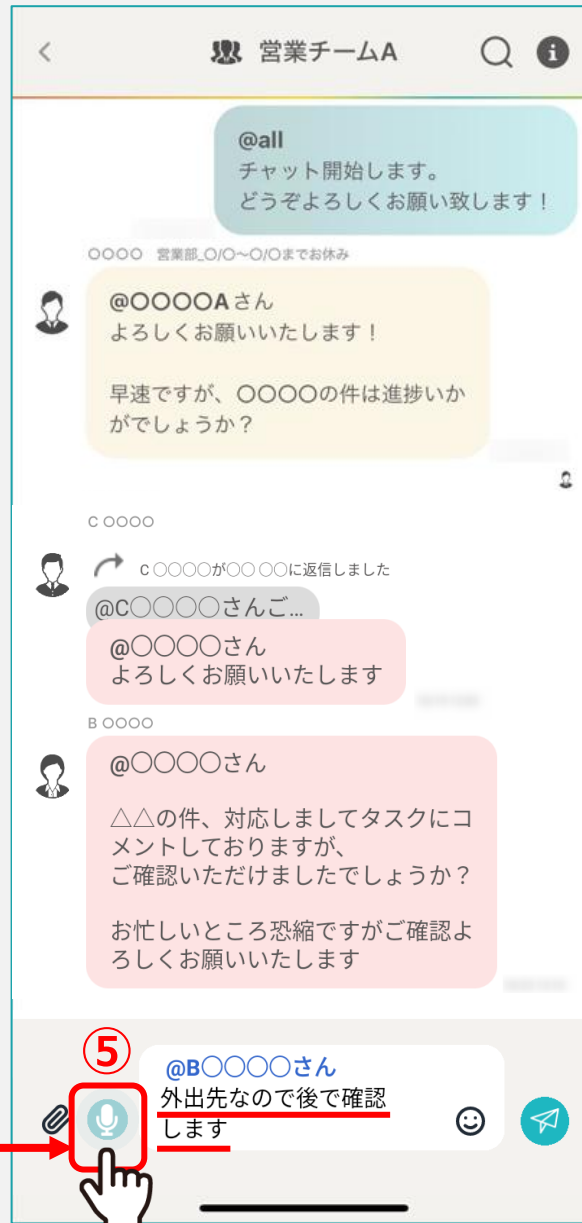 営業チームA
@all
チャット開始します。
どうぞよろしくお願い致します！
○○○○ 営業部_○/○～○/○までお休み
@○○○○Aさん
よろしくお願いいたします！
早速ですが、○○○○の件は進捗いか
がでしょうか？
C ○○○○
C ○○○○が○○ ○○に返信しました
@C○○○○さんご...
@○○○○さん
よろしくお願いいたします
B ○○○○
@○○○○さん
△△の件、対応しましてタスクにコ
メントしておりますが、
ご確認いただけましたでしょうか？
お忙しいところ恐縮ですがご確認よ
ろしくお願いいたします
⑤
@B○○○○さん
外出先なので後で確認
します